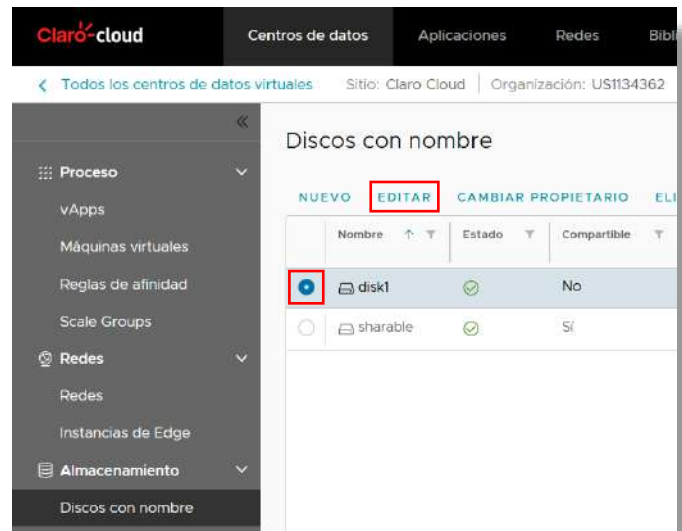 Claro-cloud
Centros de datos Aplicaciones Redes Bibl
Todos los centros de datos virtuales Sitio: Claro Cloud Organización: US1134362
Discos con nombre
NUEVO EDITAR CAMBIAR PROPIETARIO ELI
Nombre Estado Compartible
disk1 No
sharable Sí
Proceso
vApps
Máquinas virtuales
Reglas de afinidad
Scale Groups
Redes
Redes
Instancias de Edge
Almacenamiento
Discos con nombre